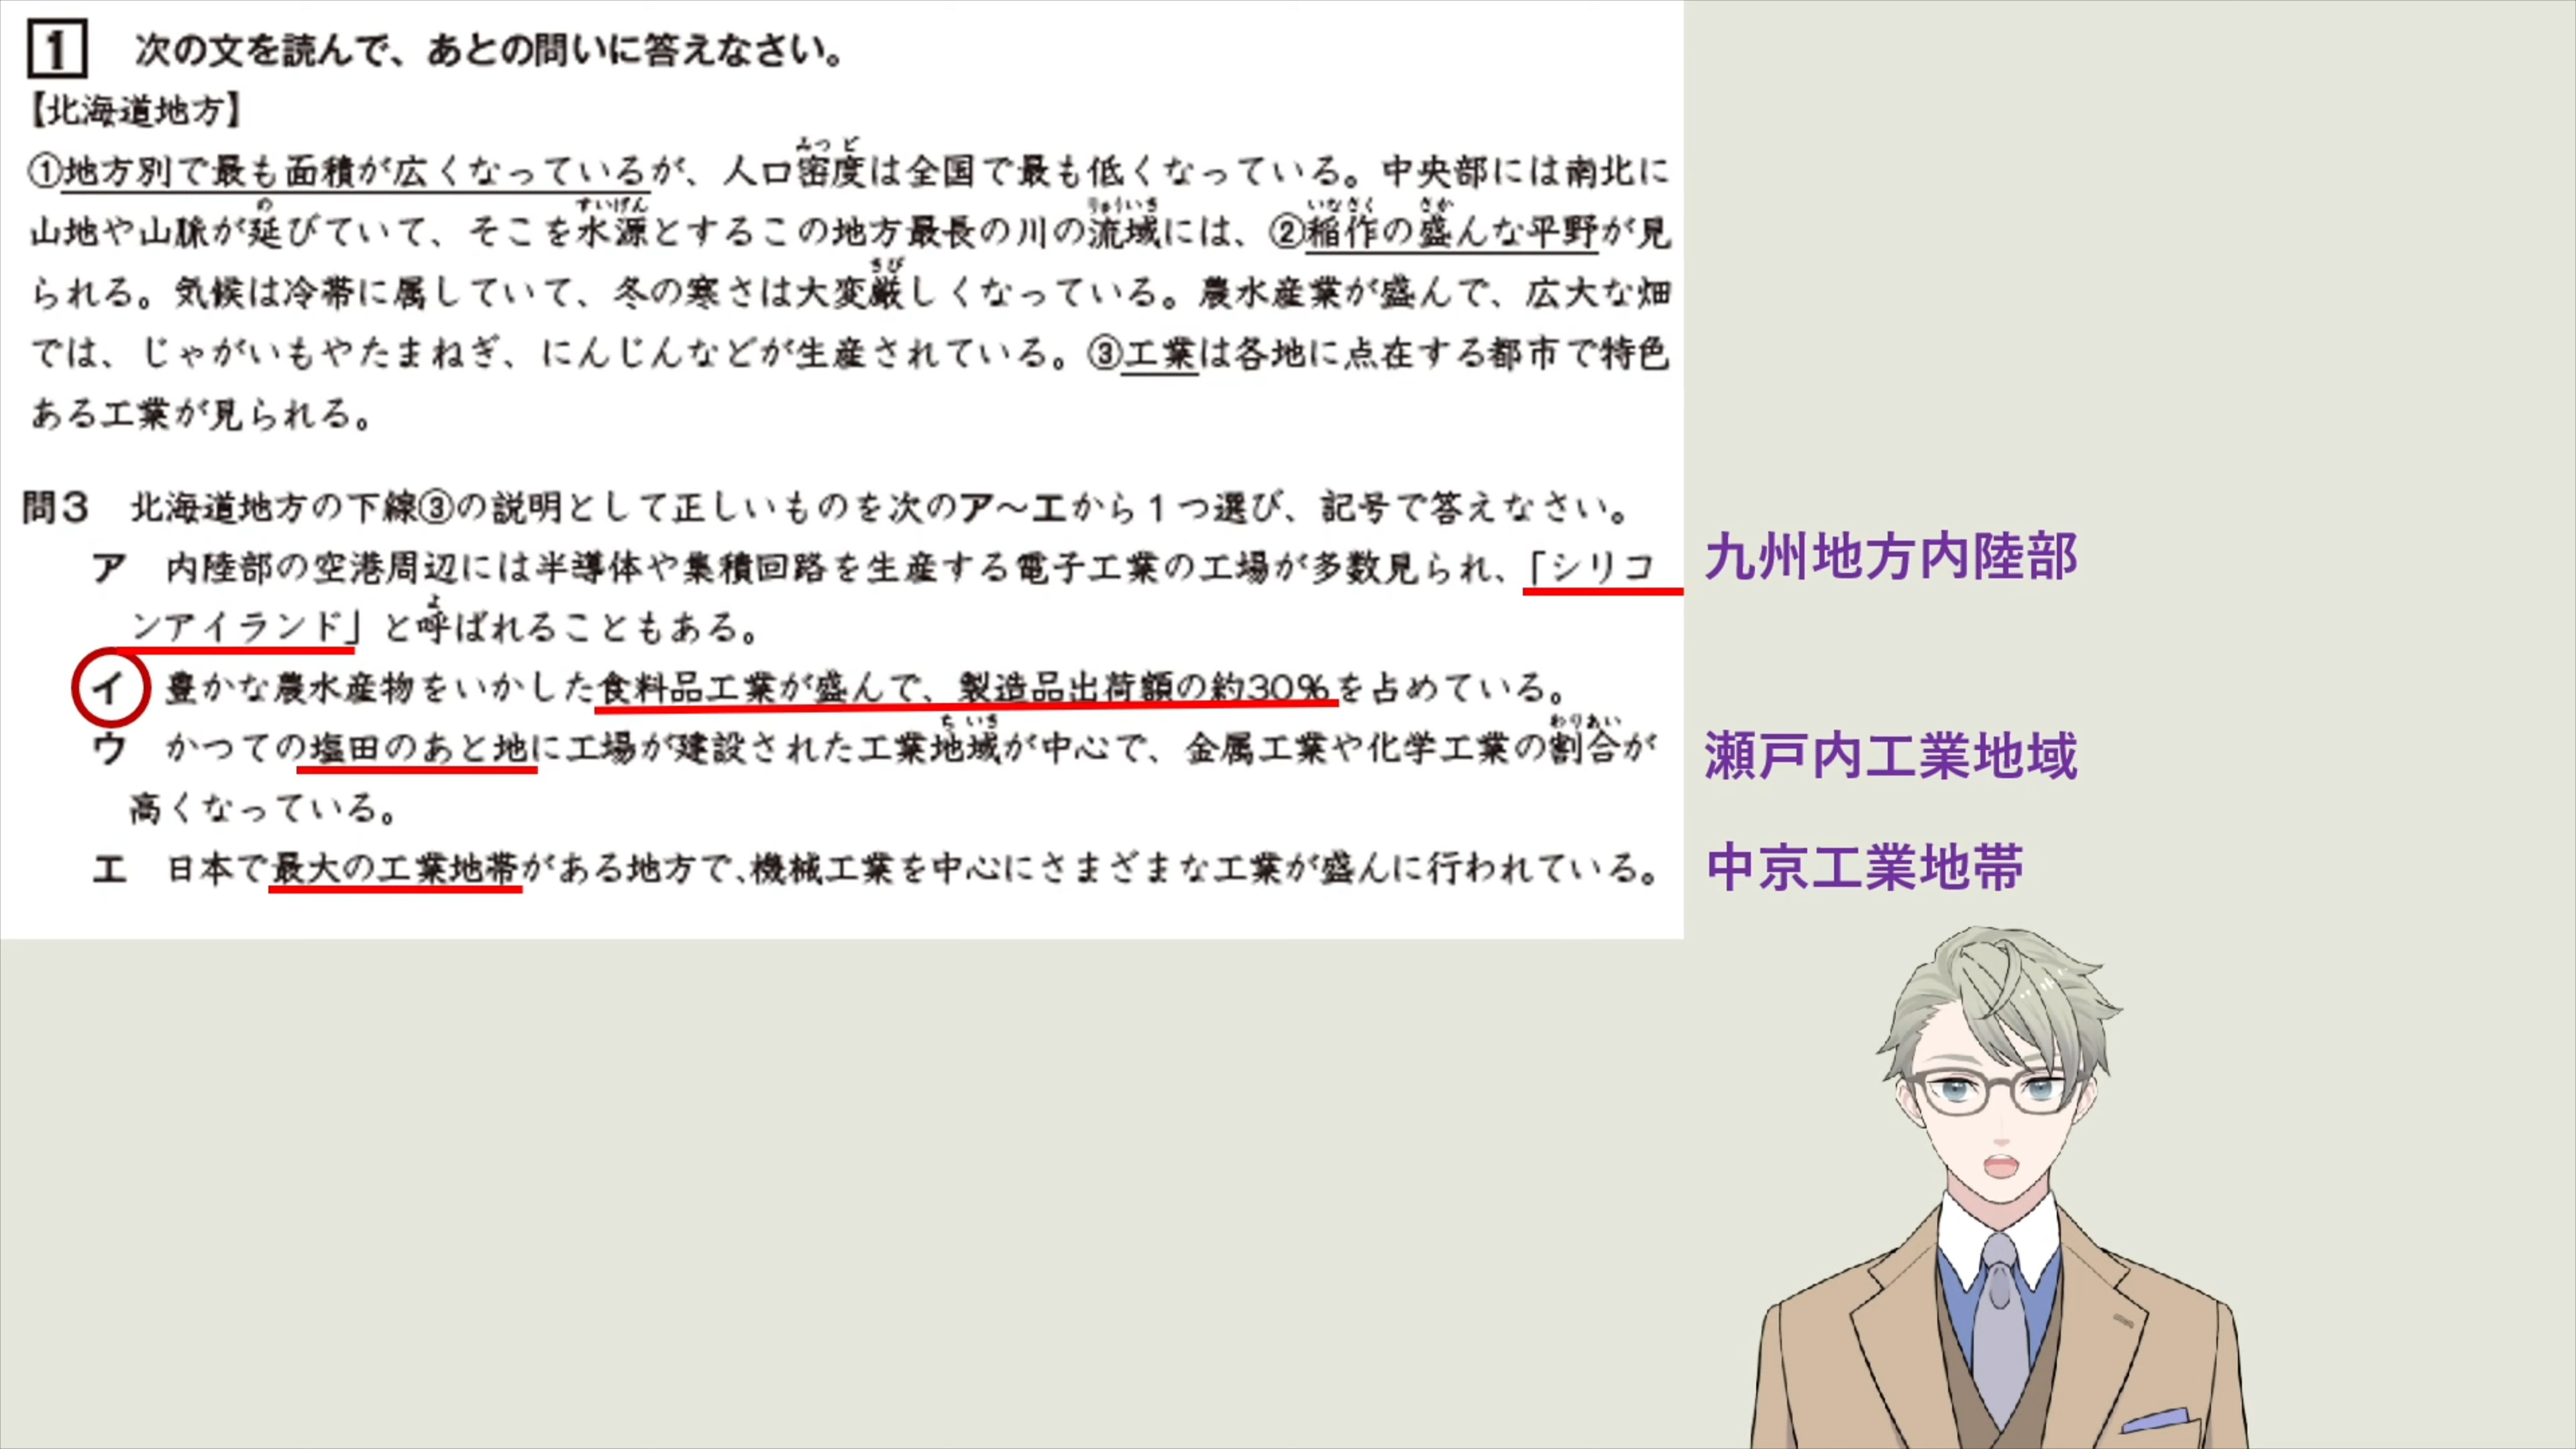 1 次の文を読んで、あとの問いに答えなさい。
【北海道地方】
①地方別で最も面積が広くなっているが、人口密度は全国で最も低くなっている。中央部には南北に
山地や山脈が延びていて、そこを水源とするこの地方最長の川の流域には、②稲作の盛んな平野が見
られる。気候は冷帯に属していて、冬の寒さは大変厳しくなっている。農水産業が盛んで、広大な畑
では、じゃがいもやたまねぎ、にんじんなどが生産されている。③工業は各地に点在する都市で特色
ある工業が見られる。
問3 北海道地方の下線③の説明として正しいものを次のア～エから1つ選び、記号で答えなさい。
ア 内陸部の空港周辺には半導体や集積回路を生産する電子工業の工場が多数見られ、「シリコ
ンアイランド」と呼ばれることもある。
イ 豊かな農水産物をいかした食料品工業が盛んで、製造品出荷額の約30%を占めている。
ウ かつての塩田のあと地に工場が建設された工業地域が中心で、金属工業や化学工業の割合が
高くなっている。
エ 日本で最大の工業地帯がある地方で、機械工業を中心にさまざまな工業が盛んに行われている。
九州地方内陸部
瀬戸内工業地域
中京工業地帯